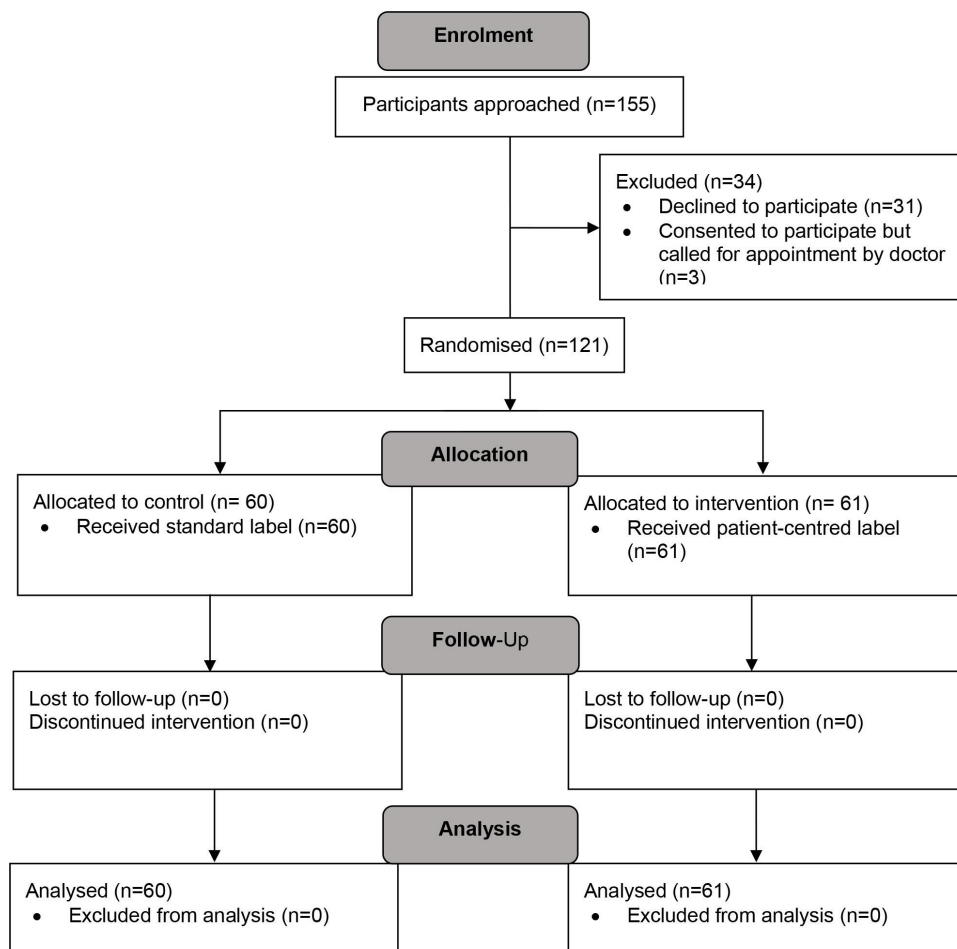 Enrolment
Participants approached (n=155)
Excluded (n=34)
• Declined to participate (n=31)
• Consented to participate but
called for appointment by doctor
(n=3)
Randomised (n=121)
Allocation
Allocated to control (n= 60)
• Received standard label (n=60)
Allocated to intervention (n= 61)
• Received patient-centred label
(n=61)
Follow-Up
Lost to follow-up (n=0)
Discontinued intervention (n=0)
Lost to follow-up (n=0)
Discontinued intervention (n=0)
Analysis
Analysed (n=60)
• Excluded from analysis (n=0)
Analysed (n=61)
• Excluded from analysis (n=0)